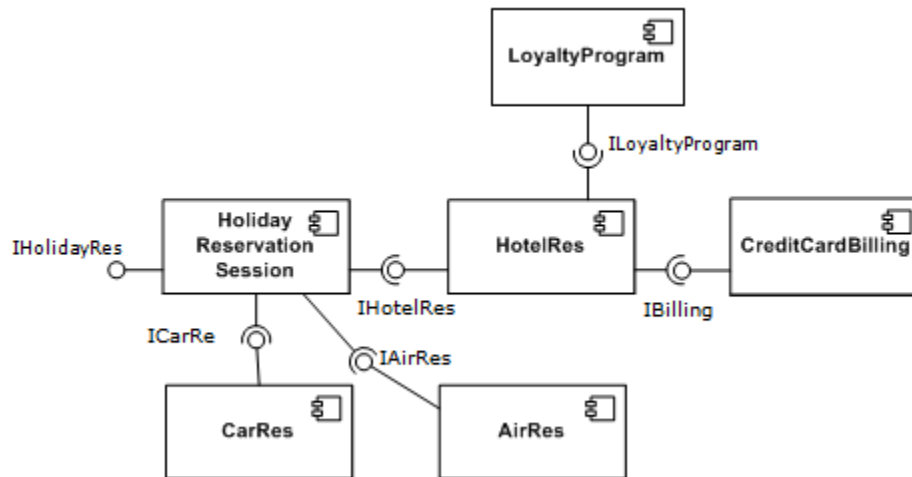 LoyaltyProgram
ILoyaltyProgram
Holiday
Reservation
Session
IHolidayRes
HotelRes
CreditCardBilling
IHotelRes
IBilling
ICarRe
IAirRes
CarRes
AirRes